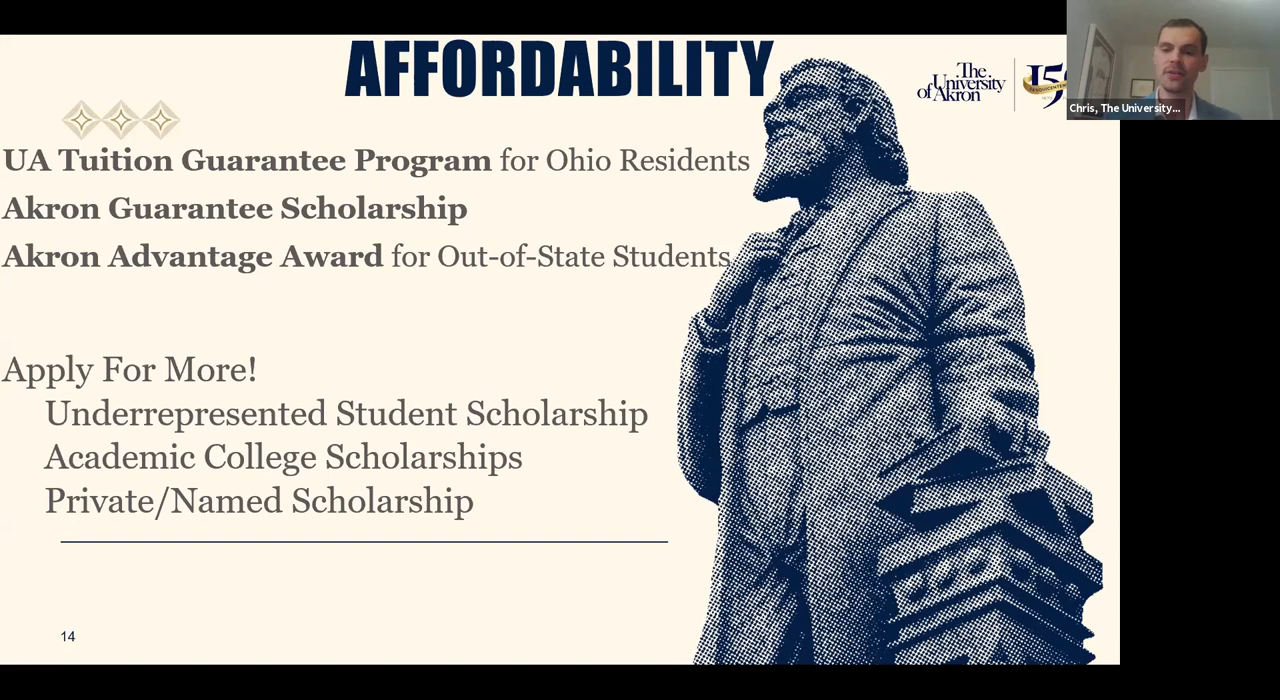 AFFORDABILITY
The
University
of Akron
UA Tuition Guarantee Program for Ohio Residents
Akron Guarantee Scholarship
Akron Advantage Award for Out-of-State Students
Apply For More!
Underrepresented Student Scholarship
Academic College Scholarships
Private/Named Scholarship
14
Chris, The University...